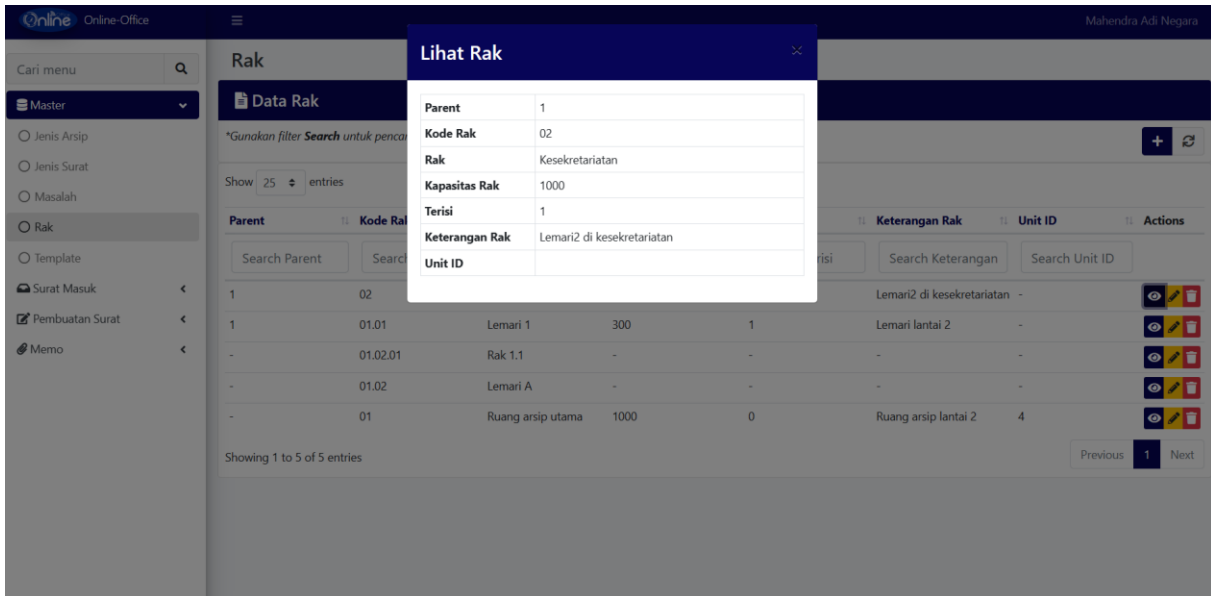 Online Online-Office
Mahendra Adi Negara
Cari menu
Master
Jenis Arsip
Jenis Surat
Masalah
Rak
Template
Surat Masuk
Pembuatan Surat
Memo
Rak
Data Rak
*Gunakan filter Search untuk pencar
Show 25 entries
Lihat Rak
Parent 1
Kode Rak 02
Rak Kesekretariatan
Kapasitas Rak 1000
Terisi 1
Keterangan Rak Lemari2 di kesekretariatan
Unit ID
Parent Kode Rak Keterangan Rak Unit ID Actions
Search Parent Search risi Search Keterangan Search Unit ID
1 02 Lemari2 di kesekretariatan -
1 01.01 Lemari 1 300 1 Lemari lantai 2 -
- 01.02.01 Rak 1.1 - - - -
- 01.02 Lemari A - - - -
- 01 Ruang arsip utama 1000 0 Ruang arsip lantai 2 4
Showing 1 to 5 of 5 entries
Previous 1 Next